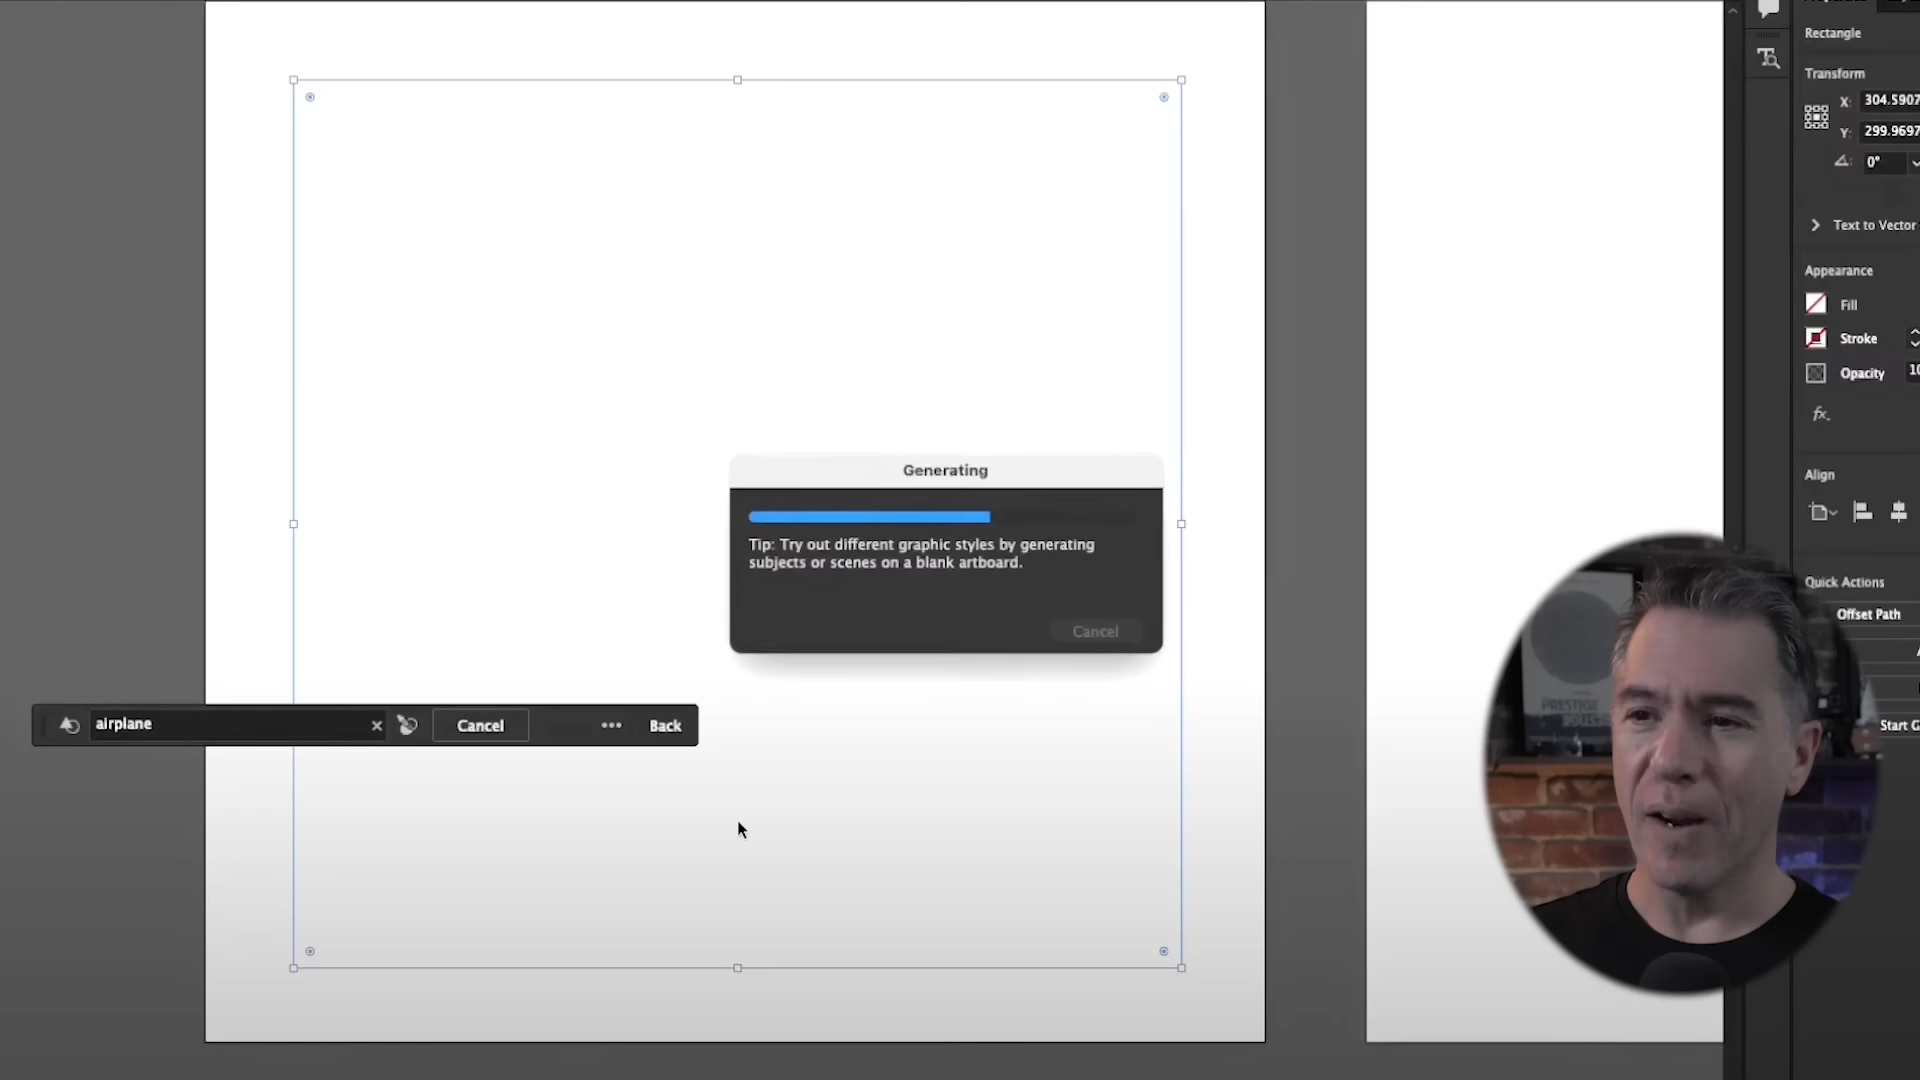 Rectangle
Transform
X: 304.5907
Y: 299.9697
0°
Text to Vector
Appearance
Fill
Stroke
Opacity
fx
Align
Generating
Tip: Try out different graphic styles by generating
subjects or scenes on a blank artboard.
Cancel
Quick Actions
Offset Path
airplane
Cancel
Back
PRESTIGE
Start G